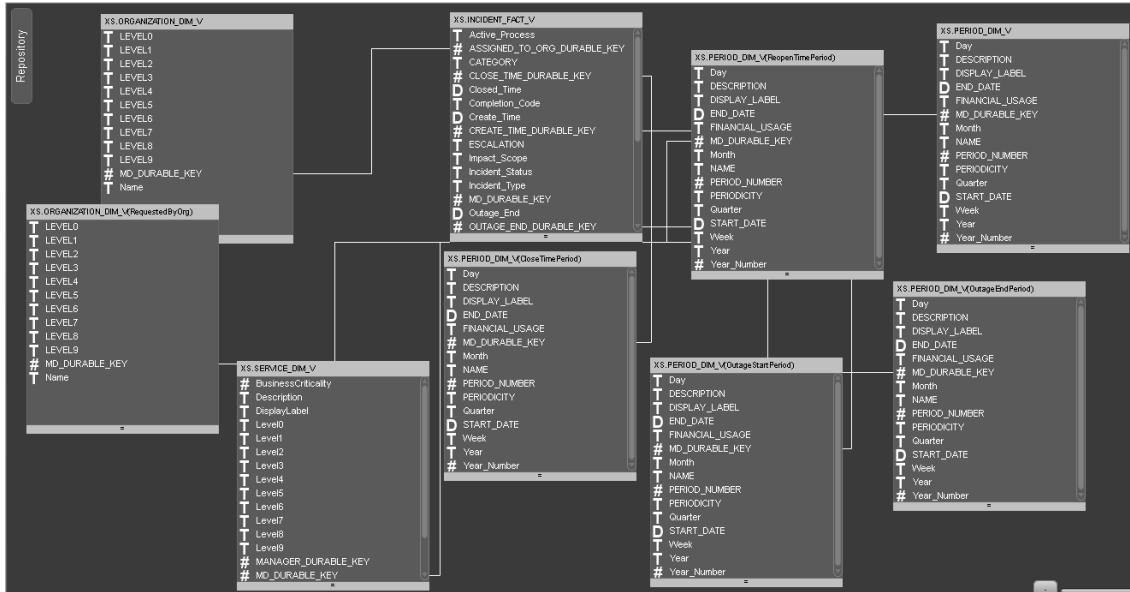 Repository
XS.ORGANIZATION_DIM_V
T LEVEL0
T LEVEL1
T LEVEL2
T LEVEL3
T LEVEL4
T LEVEL5
T LEVEL6
T LEVEL7
T LEVEL8
T LEVEL9
# MD_DURABLE_KEY
T Name
XS.ORGANIZATION_DIM_V(RequestedByOrg)
T LEVEL0
T LEVEL1
T LEVEL2
T LEVEL3
T LEVEL4
T LEVEL5
T LEVEL6
T LEVEL7
T LEVEL8
T LEVEL9
# MD_DURABLE_KEY
T Name
XS.SERVICE_DIM_V
# BusinessCriticality
T Description
T DisplayLabel
T Level0
T Level1
T Level2
T Level3
T Level4
T Level5
T Level6
T Level7
T Level8
T Level9
# MANAGER_DURABLE_KEY
# MD_DURABLE_KEY
XS.INCIDENT_FACT_V
T Active_Process
# ASSIGNED_TO_ORG_DURABLE_KEY
T CATEGORY
# CLOSE_TIME_DURABLE_KEY
D Closed_Time
T Completion_Code
D Create_Time
# CREATE_TIME_DURABLE_KEY
T ESCALATION
T Impact_Scope
T Incident_Status
T Incident_Type
# MD_DURABLE_KEY
D Outage_End
# OUTAGE_END_DURABLE_KEY
XS.PERIOD_DIM_V(CloseTimePeriod)
T Day
T DESCRIPTION
T DISPLAY_LABEL
D END_DATE
T FINANCIAL_USAGE
# MD_DURABLE_KEY
T Month
T NAME
# PERIOD_NUMBER
T PERIODICITY
T Quarter
D START_DATE
T Week
T Year
# Year_Number
XS.PERIOD_DIM_V(ReopenTimePeriod)
T Day
T DESCRIPTION
T DISPLAY_LABEL
D END_DATE
T FINANCIAL_USAGE
# MD_DURABLE_KEY
T Month
T NAME
# PERIOD_NUMBER
T PERIODICITY
T Quarter
D START_DATE
T Week
T Year
# Year_Number
XS.PERIOD_DIM_V(OutageStartPeriod)
T Day
T DESCRIPTION
T DISPLAY_LABEL
D END_DATE
T FINANCIAL_USAGE
# MD_DURABLE_KEY
T Month
T NAME
# PERIOD_NUMBER
T PERIODICITY
T Quarter
D START_DATE
T Week
T Year
# Year_Number
XS.PERIOD_DIM_V
T Day
T DESCRIPTION
T DISPLAY_LABEL
D END_DATE
T FINANCIAL_USAGE
# MD_DURABLE_KEY
T Month
T NAME
# PERIOD_NUMBER
T PERIODICITY
T Quarter
D START_DATE
T Week
T Year
# Year_Number
XS.PERIOD_DIM_V(OutageEndPeriod)
T Day
T DESCRIPTION
T DISPLAY_LABEL
D END_DATE
T FINANCIAL_USAGE
# MD_DURABLE_KEY
T Month
T NAME
# PERIOD_NUMBER
T PERIODICITY
T Quarter
D START_DATE
T Week
T Year
# Year_Number